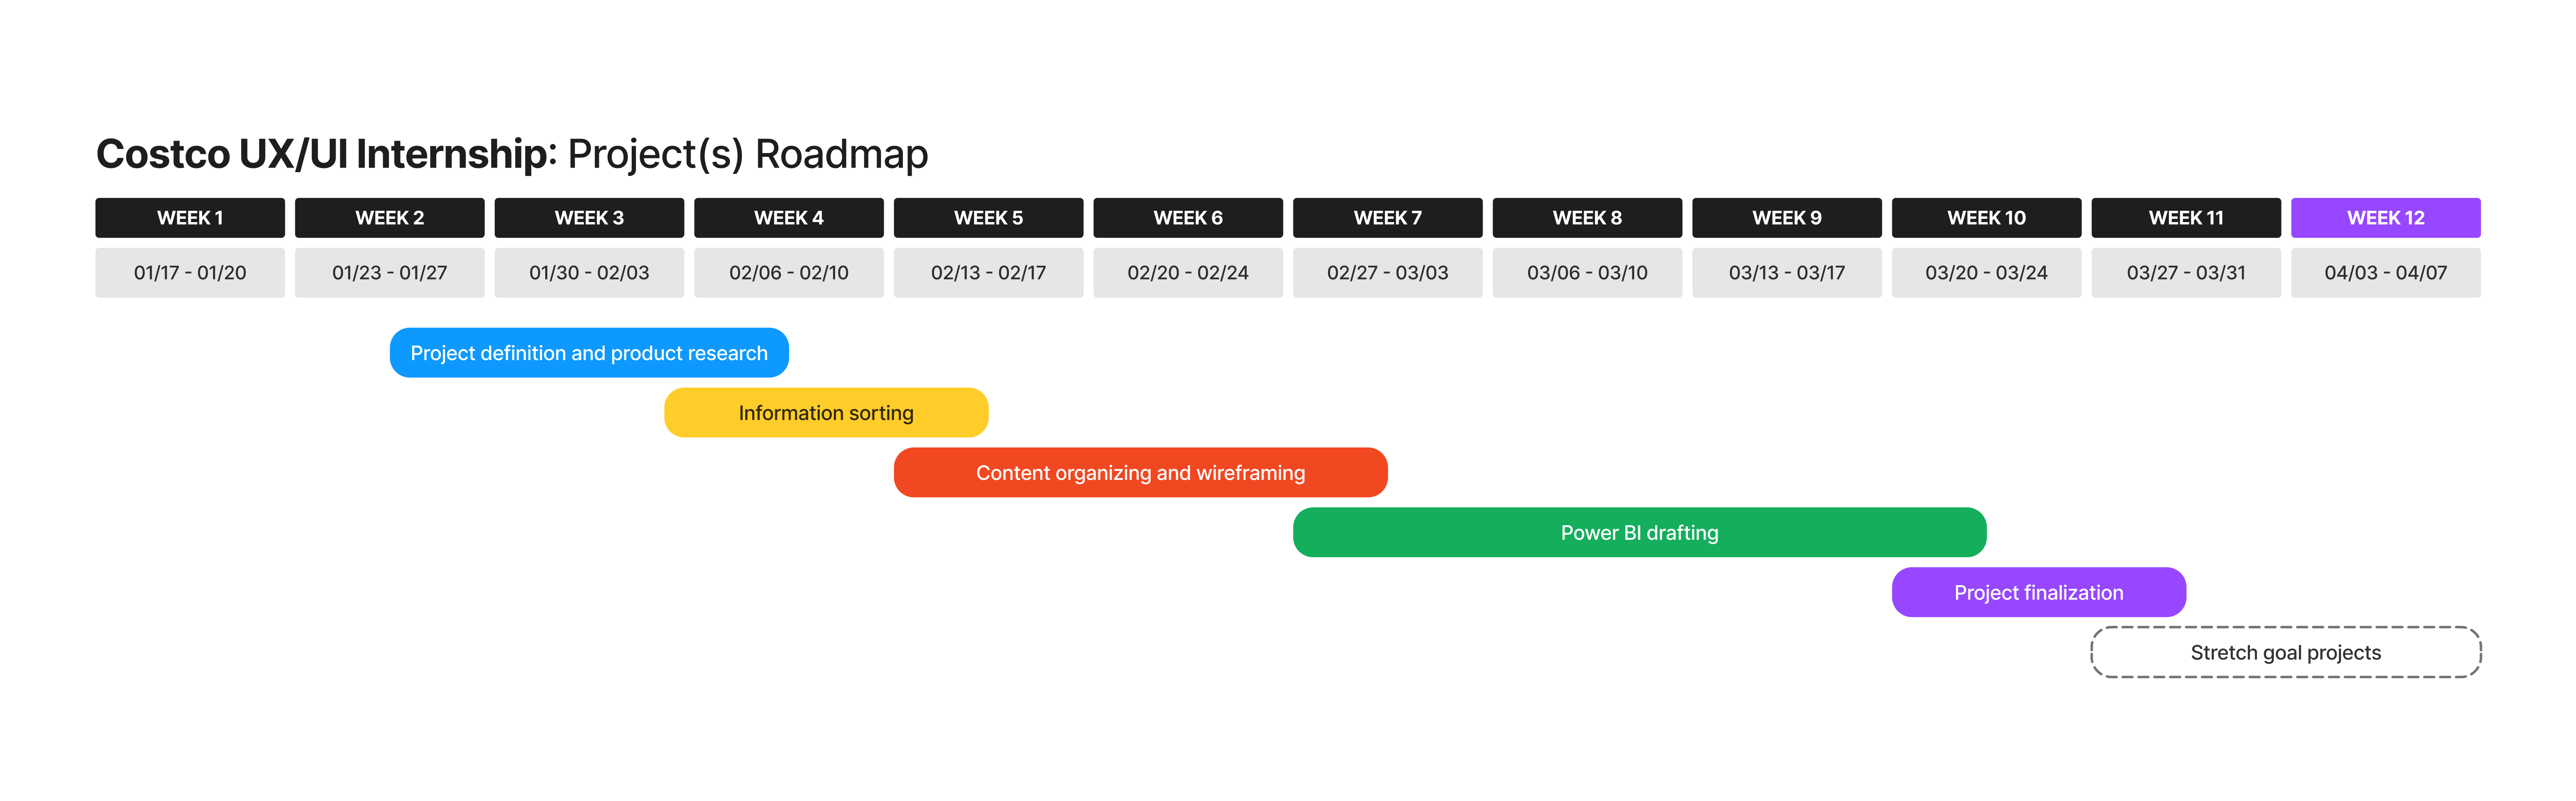 Costco UX/UI Internship: Project(s) Roadmap
WEEK 1 WEEK 2 WEEK 3 WEEK 4 WEEK 5 WEEK 6 WEEK 7 WEEK 8 WEEK 9 WEEK 10 WEEK 11 WEEK 12
01/17 - 01/20 01/23 - 01/27 01/30 - 02/03 02/06 - 02/10 02/13 - 02/17 02/20 - 02/24 02/27 - 03/03 03/06 - 03/10 03/13 - 03/17 03/20 - 03/24 03/27 - 03/31 04/03 - 04/07
Project definition and product research
Information sorting
Content organizing and wireframing
Power BI drafting
Project finalization
Stretch goal projects